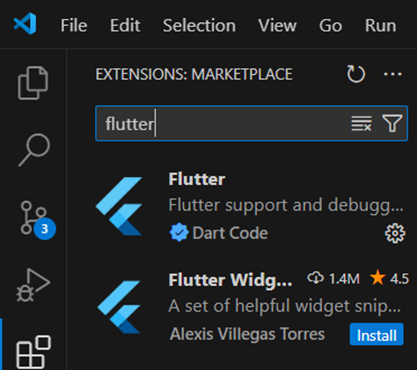 File Edit Selection View Go Run
EXTENSIONS: MARKETPLACE
flutter
Flutter
Flutter support and debugg...
Dart Code
3
Flutter Widg... 1.4M 4.5
A set of helpful widget snip...
Alexis Villegas Torres Install